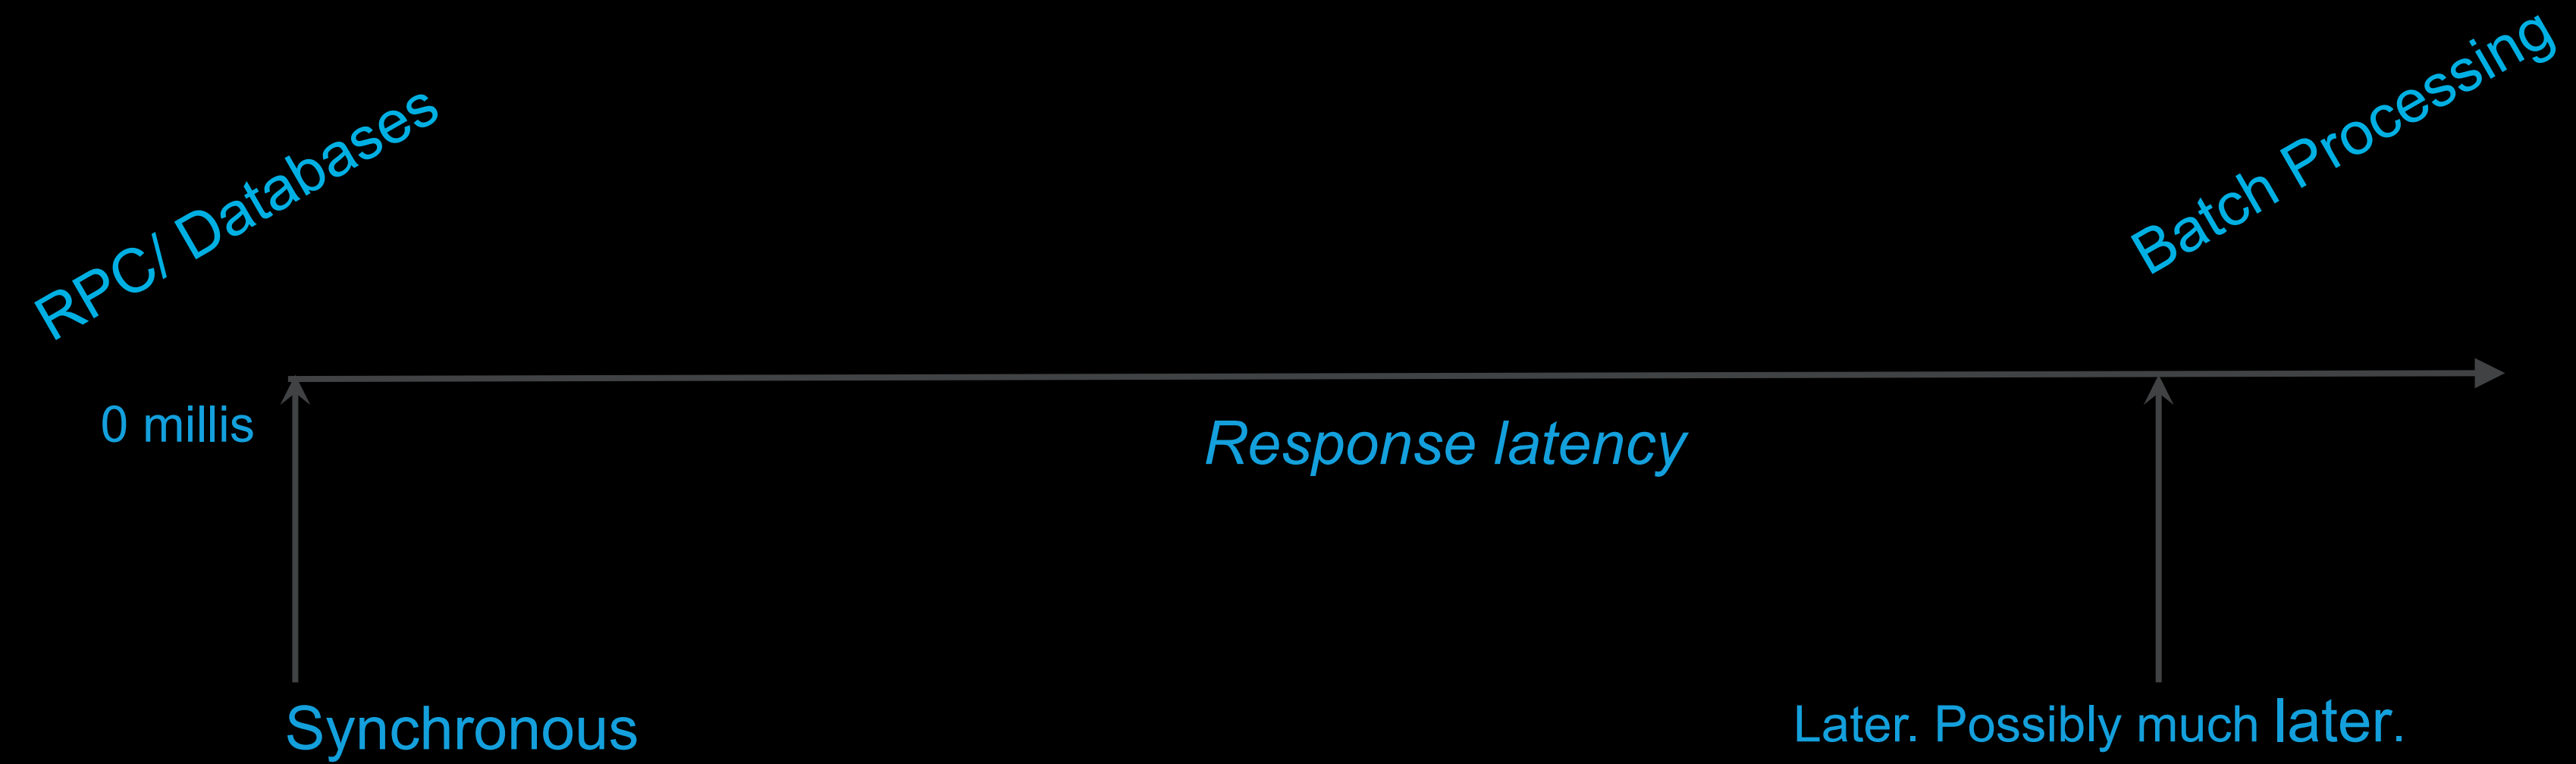 RPC/ Databases
Batch Processing
0 millis
Response latency
Synchronous
Later. Possibly much later.